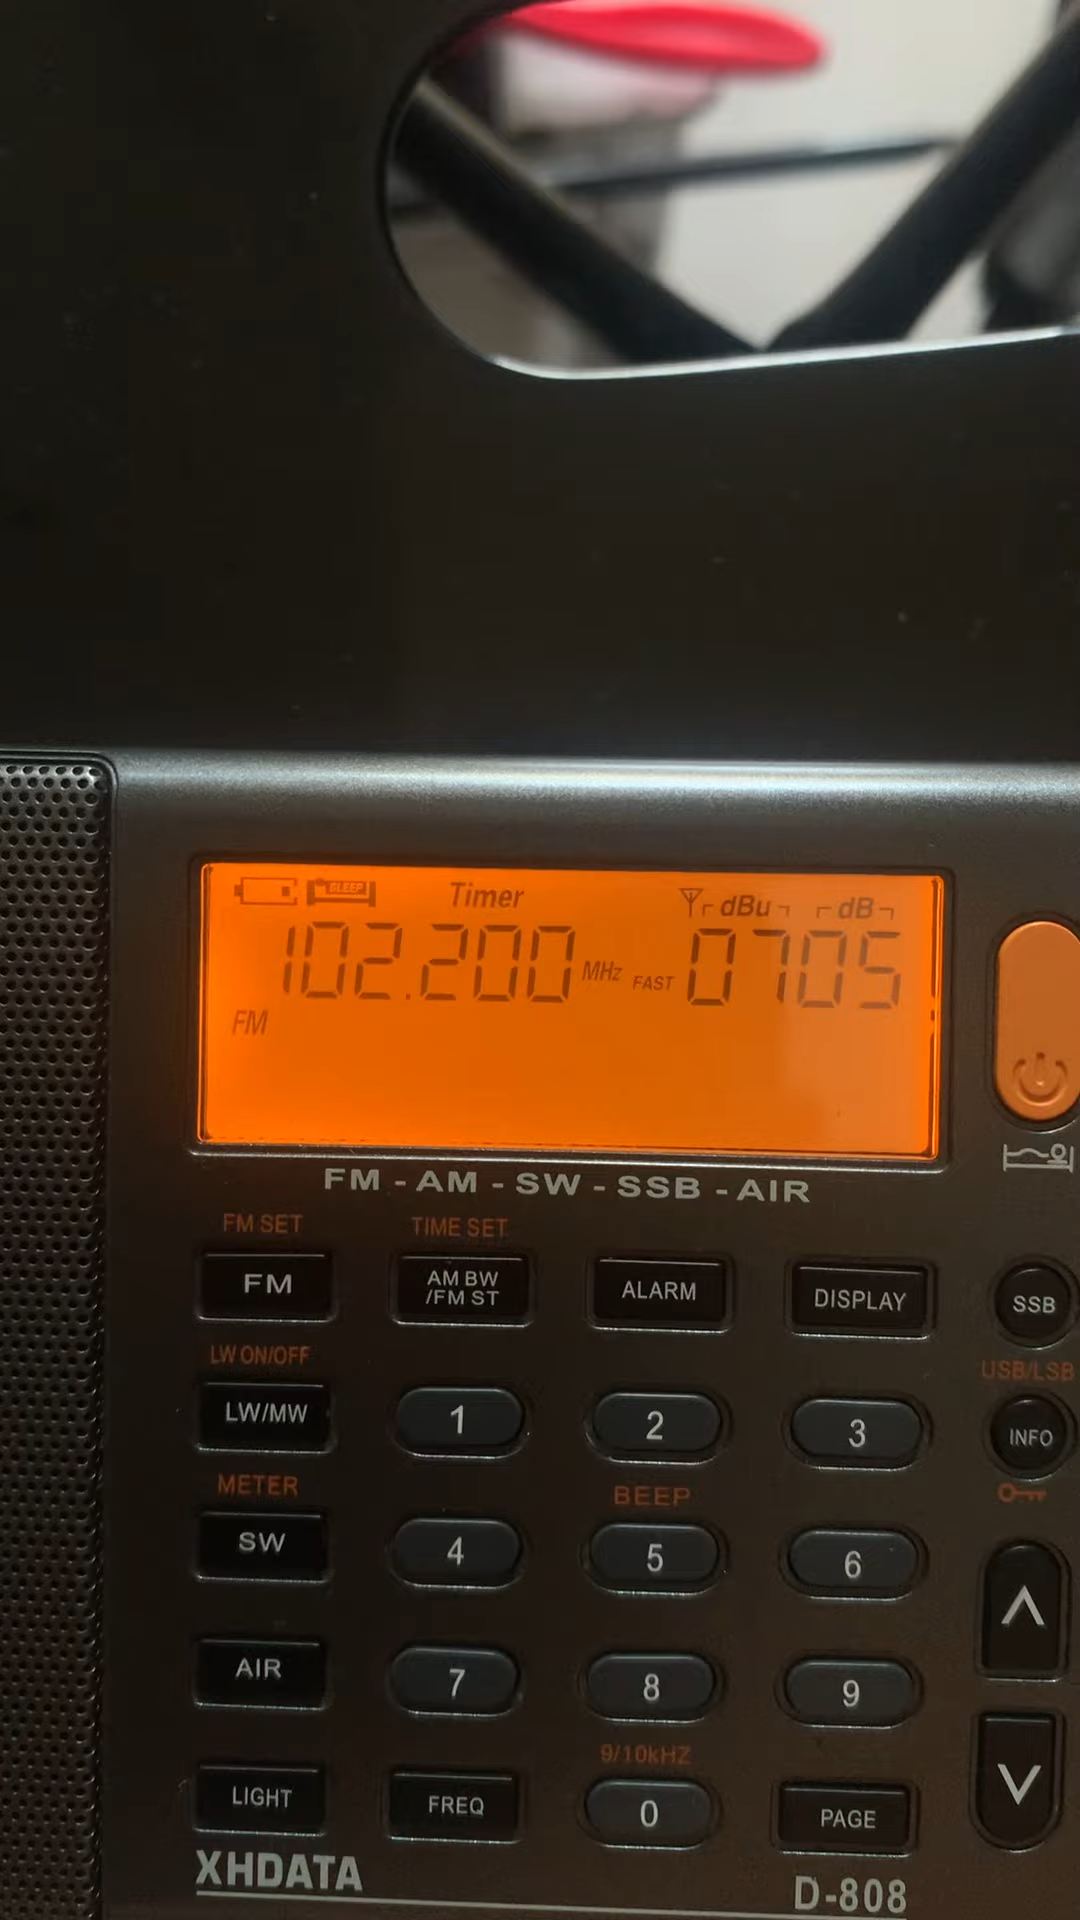 SLEEP Timer dBu dB
102.200 MHz FAST 0705
FM
FM - AM - SW - SSB - AIR
FM SET TIME SET
FM AM BW /FM ST ALARM DISPLAY SSB
LW ON/OFF USB/LSB
LW/MW 1 2 3 INFO
METER BEEP
SW 4 5 6
AIR 7 8 9
9/10kHZ
LIGHT FREQ 0 PAGE
XHDATA D-808